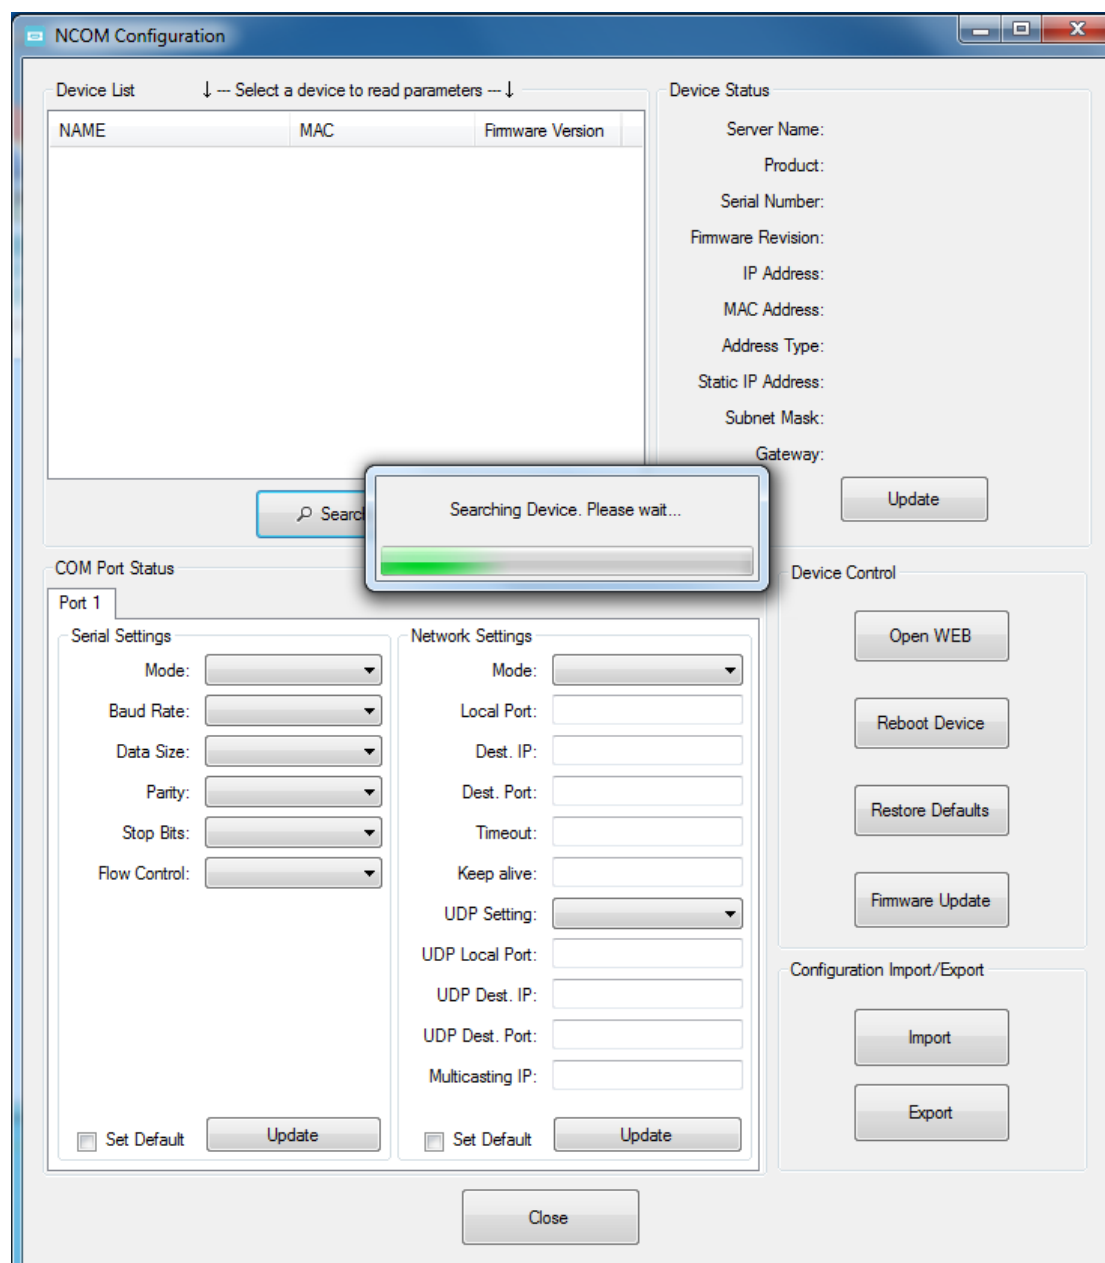 NCOM Configuration
Device List ↓ --- Select a device to read parameters --- ↓
NAME MAC Firmware Version
Device Status
Server Name:
Product:
Serial Number:
Firmware Revision:
IP Address:
MAC Address:
Address Type:
Static IP Address:
Subnet Mask:
Gateway:
Update
Searching Device. Please wait...
COM Port Status
Port 1
Serial Settings
Mode:
Baud Rate:
Data Size:
Parity:
Stop Bits:
Flow Control:
Set Default Update
Network Settings
Mode:
Local Port:
Dest. IP:
Dest. Port:
Timeout:
Keep alive:
UDP Setting:
UDP Local Port:
UDP Dest. IP:
UDP Dest. Port:
Multicasting IP:
Set Default Update
Device Control
Open WEB
Reboot Device
Restore Defaults
Firmware Update
Configuration Import/Export
Import
Export
Close